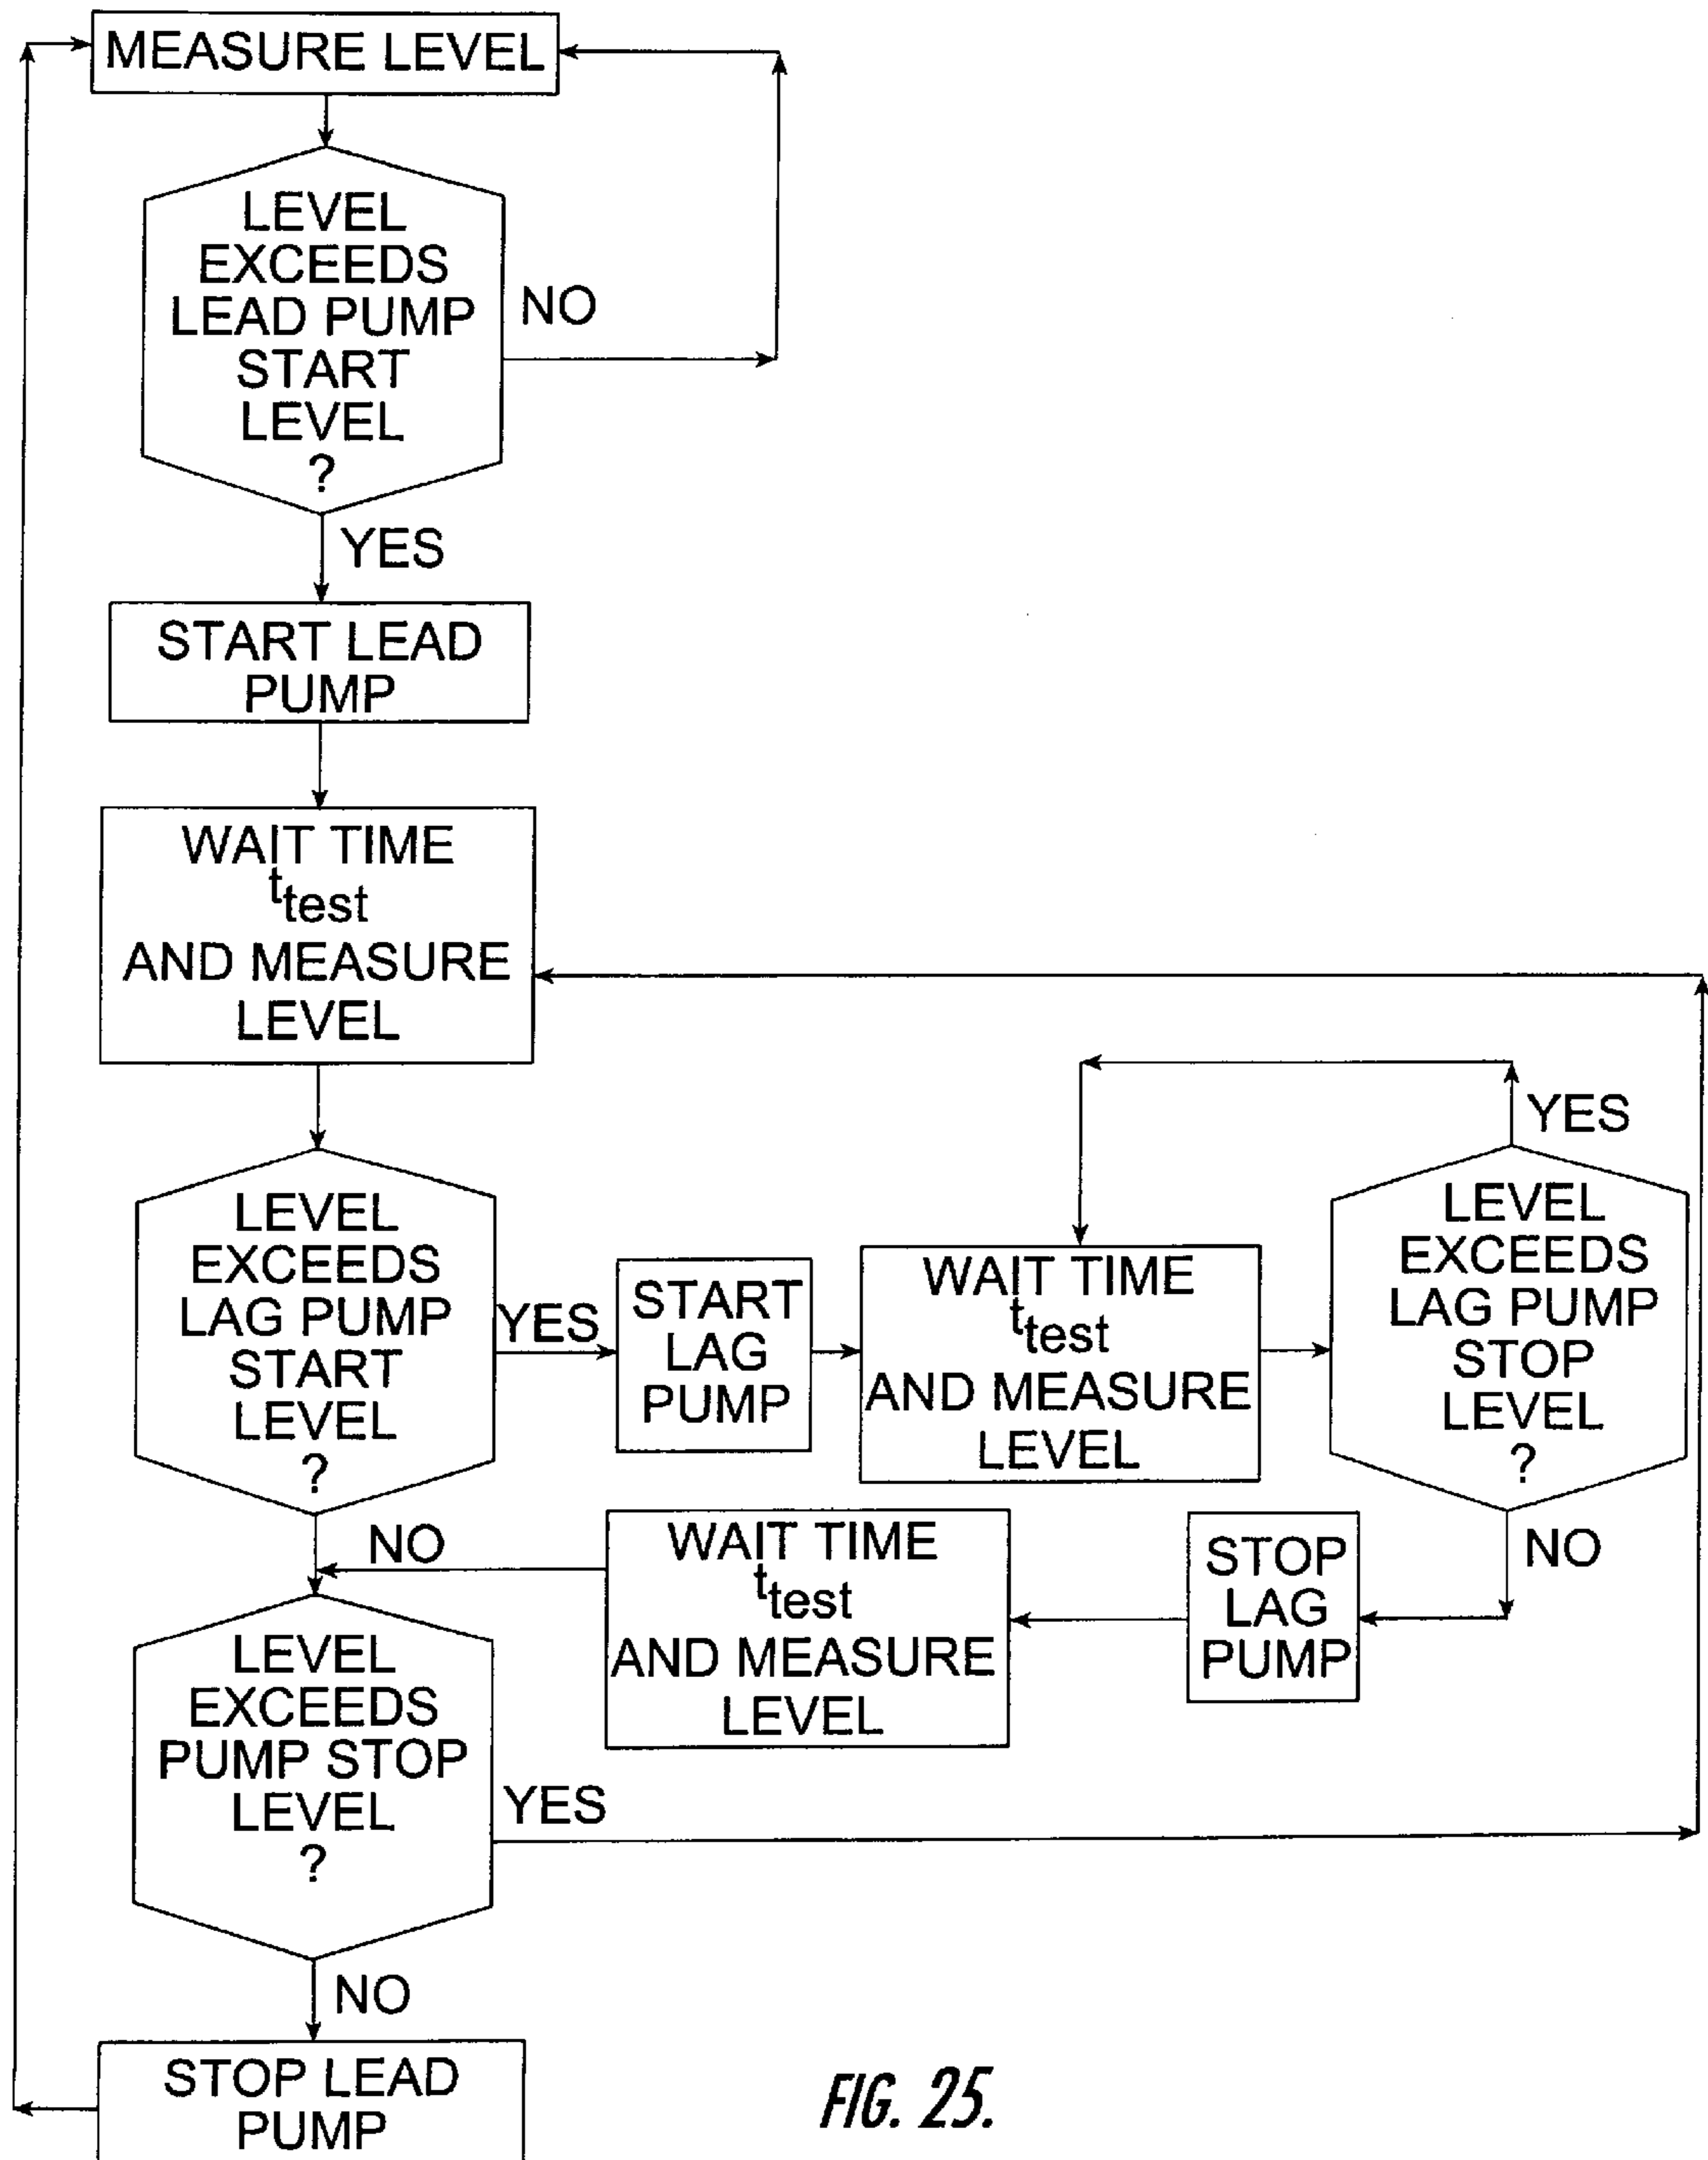 MEASURE LEVEL
LEVEL
EXCEEDS
LEAD PUMP
START
LEVEL
?
NO
YES
START LEAD
PUMP
WAIT TIME
t_test
AND MEASURE
LEVEL
LEVEL
EXCEEDS
LAG PUMP
START
LEVEL
?
YES
START
LAG
PUMP
WAIT TIME
t_test
AND MEASURE
LEVEL
LEVEL
EXCEEDS
LAG PUMP
STOP
LEVEL
?
YES
NO
STOP
LAG
PUMP
WAIT TIME
t_test
AND MEASURE
LEVEL
NO
LEVEL
EXCEEDS
PUMP STOP
LEVEL
?
YES
NO
STOP LEAD
PUMP
FIG. 25.